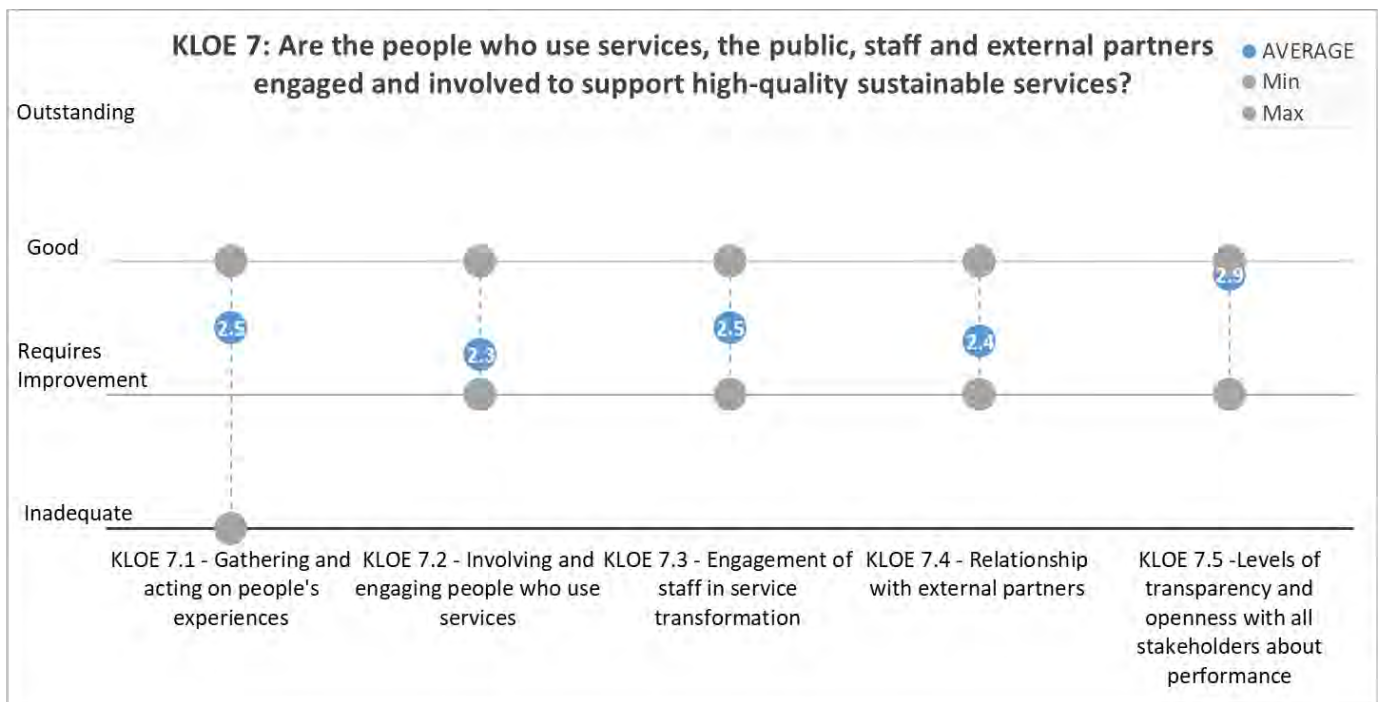 KLOE 7: Are the people who use services, the public, staff and external partners
engaged and involved to support high-quality sustainable services?
AVERAGE
Min
Max
Outstanding
Good
Requires
Improvement
Inadequate
2.5
2.3
2.5
2.4
2.9
KLOE 7.1 - Gathering and
acting on people's
experiences
KLOE 7.2 - Involving and
engaging people who use
services
KLOE 7.3 - Engagement of
staff in service
transformation
KLOE 7.4 - Relationship
with external partners
KLOE 7.5 -Levels of
transparency and
openness with all
stakeholders about
performance